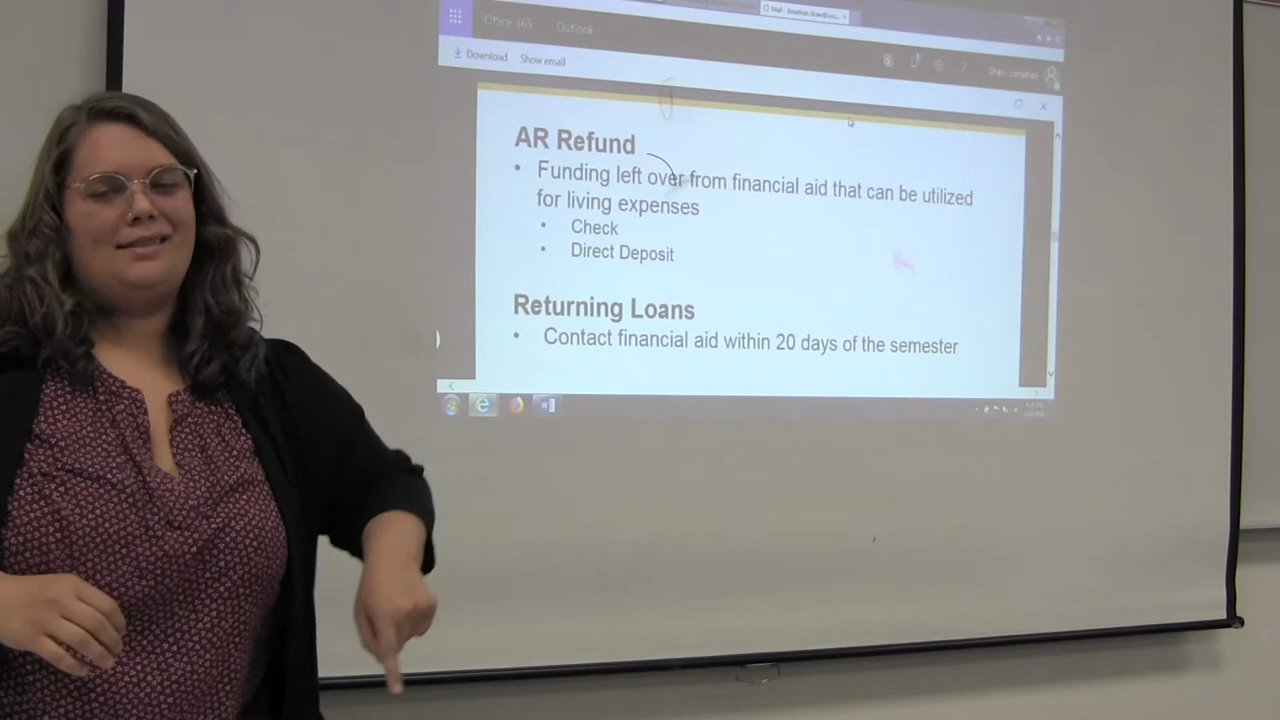 Office 365 Outlook
Download Show email
AR Refund
• Funding left over from financial aid that can be utilized
for living expenses
• Check
• Direct Deposit
Returning Loans
• Contact financial aid within 20 days of the semester